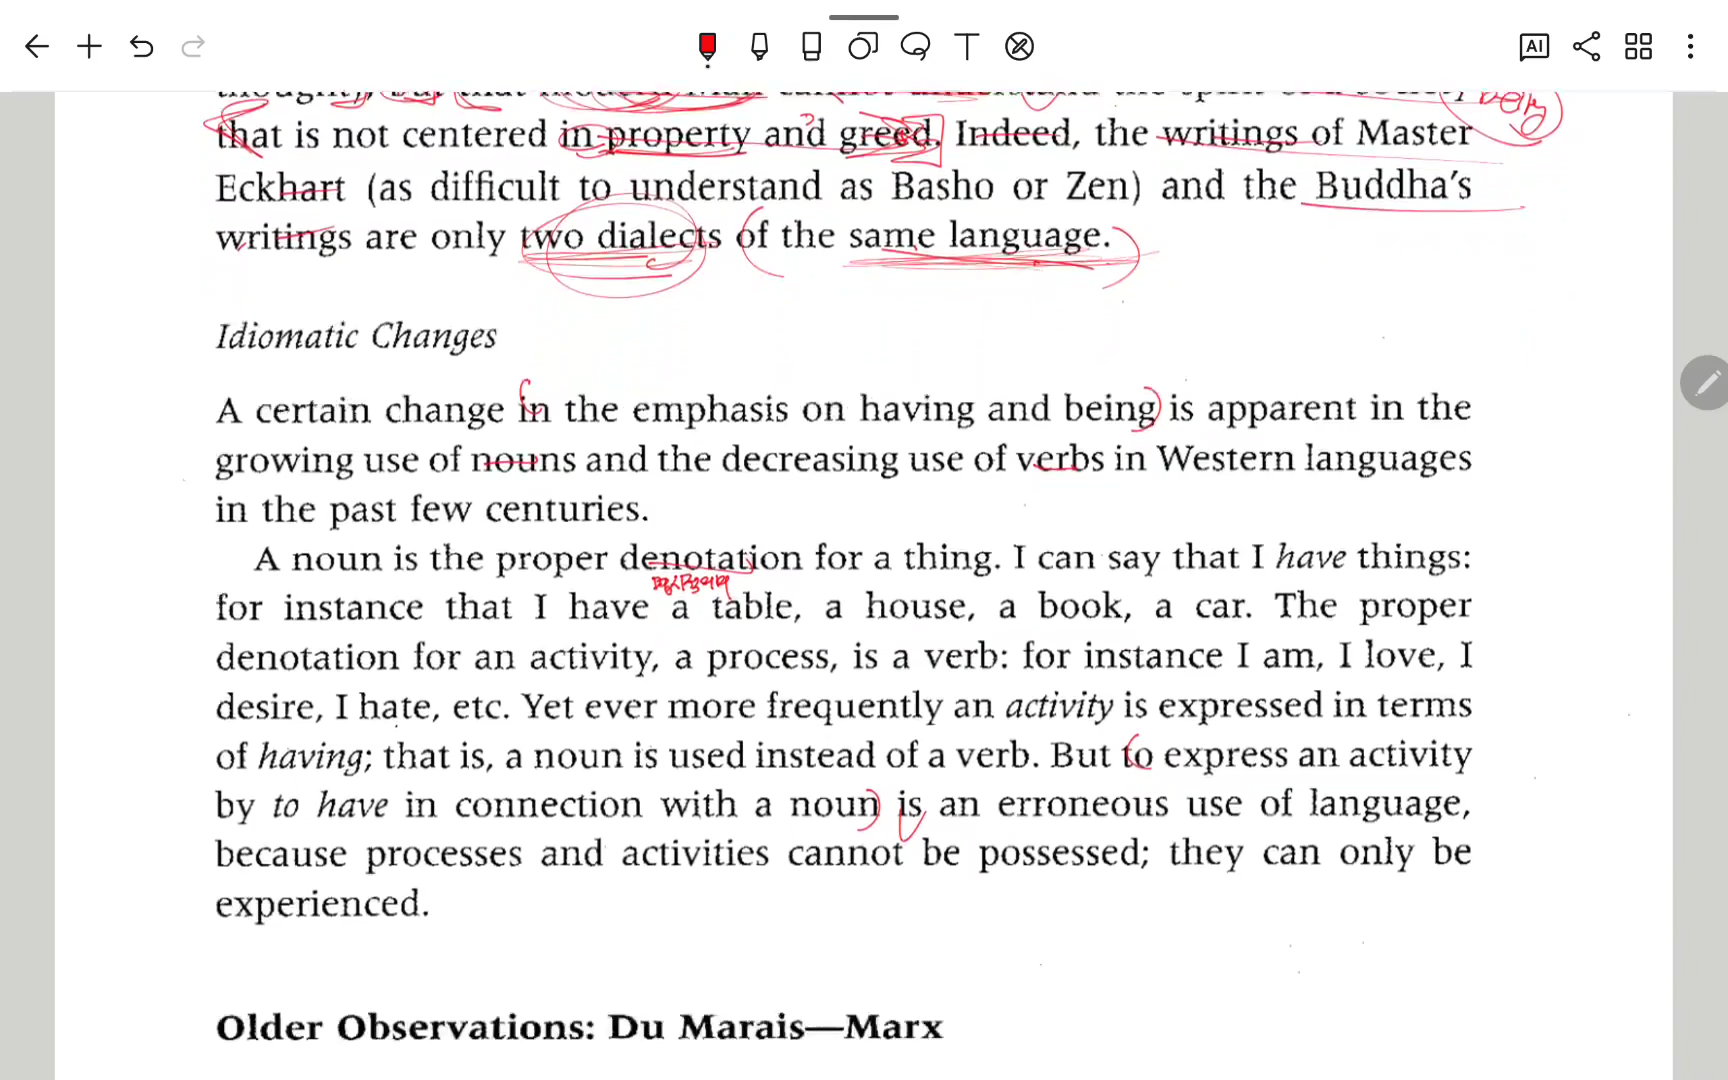 AI
that is not centered in property and greed. Indeed, the writings of Master
Eckhart (as difficult to understand as Basho or Zen) and the Buddha's
writings are only two dialects of the same language.
Idiomatic Changes
A certain change in the emphasis on having and being is apparent in the
growing use of nouns and the decreasing use of verbs in Western languages
in the past few centuries.
A noun is the proper denotation for a thing. I can say that I have things:
for instance that I have a table, a house, a book, a car. The proper
denotation for an activity, a process, is a verb: for instance I am, I love, I
desire, I hate, etc. Yet ever more frequently an activity is expressed in terms
of having; that is, a noun is used instead of a verb. But to express an activity
by to have in connection with a noun is an erroneous use of language,
because processes and activities cannot be possessed; they can only be
experienced.
Older Observations: Du Marais—Marx